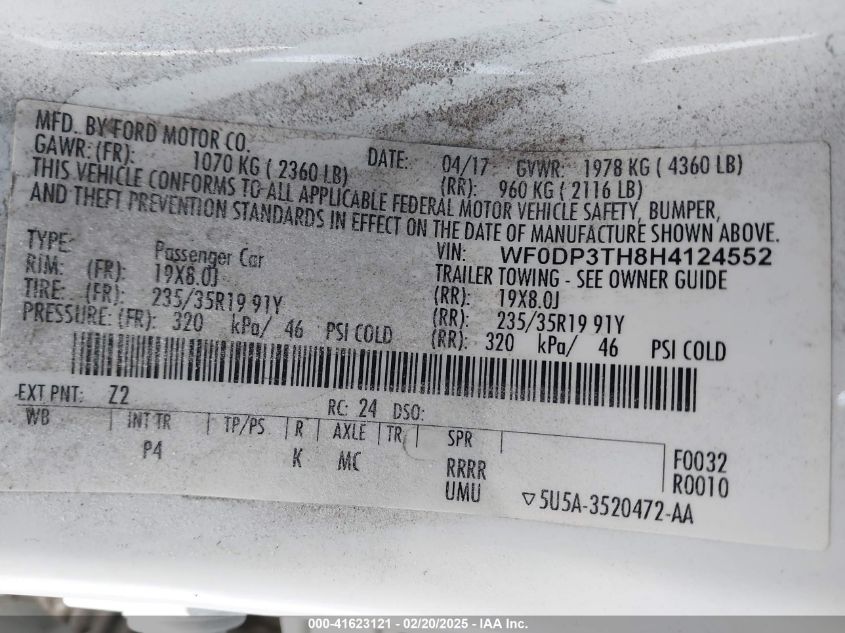 MFD. BY FORD MOTOR CO.
GAWR: (FR): 1070 KG ( 2360 LB) DATE: 04/17 GVWR: 1978 KG ( 4360 LB)
(RR): 960 KG ( 2116 LB)
THIS VEHICLE CONFORMS TO ALL APPLICABLE FEDERAL MOTOR VEHICLE SAFETY, BUMPER,
AND THEFT PREVENTION STANDARDS IN EFFECT ON THE DATE OF MANUFACTURE SHOWN ABOVE.
VIN: WF0DP3TH8H4124552
TYPE: Passenger Car TRAILER TOWING - SEE OWNER GUIDE
RIM: (FR): 19X8.0J (RR): 19X8.0J
TIRE: (FR): 235/35R19 91Y (RR): 235/35R19 91Y
PRESSURE: (FR): 320 kPa/ 46 PSI COLD (RR): 320 kPa/ 46 PSI COLD
EXT PNT: Z2 RC: 24 DSO:
WB INT TR TP/PS R AXLE TR SPR
P4 K MC RRRR F0032
UMU R0010
▽5U5A-3520472-AA
000-41623121 - 02/20/2025 - IAA Inc.